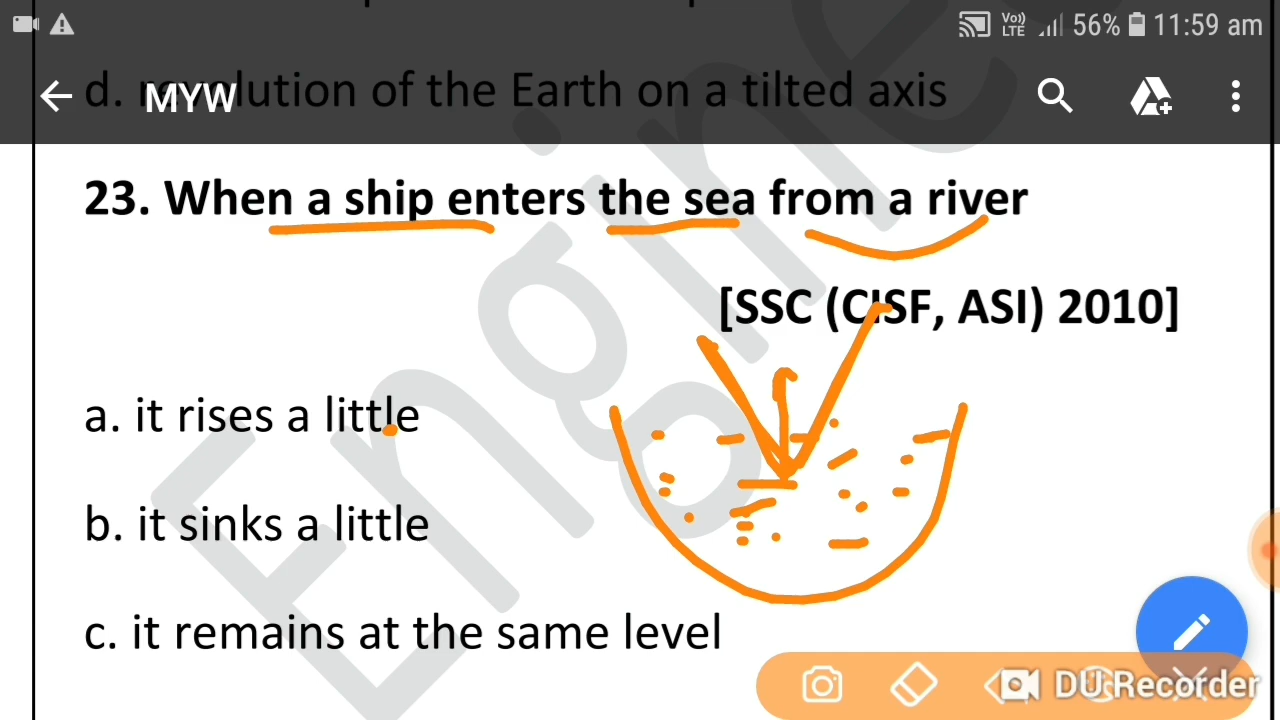 Vo)) LTE 56% 11:59 am
d. revolution of the Earth on a tilted axis
MYW
23. When a ship enters the sea from a river
[SSC (CISF, ASI) 2010]
a. it rises a little
b. it sinks a little
c. it remains at the same level
DU Recorder